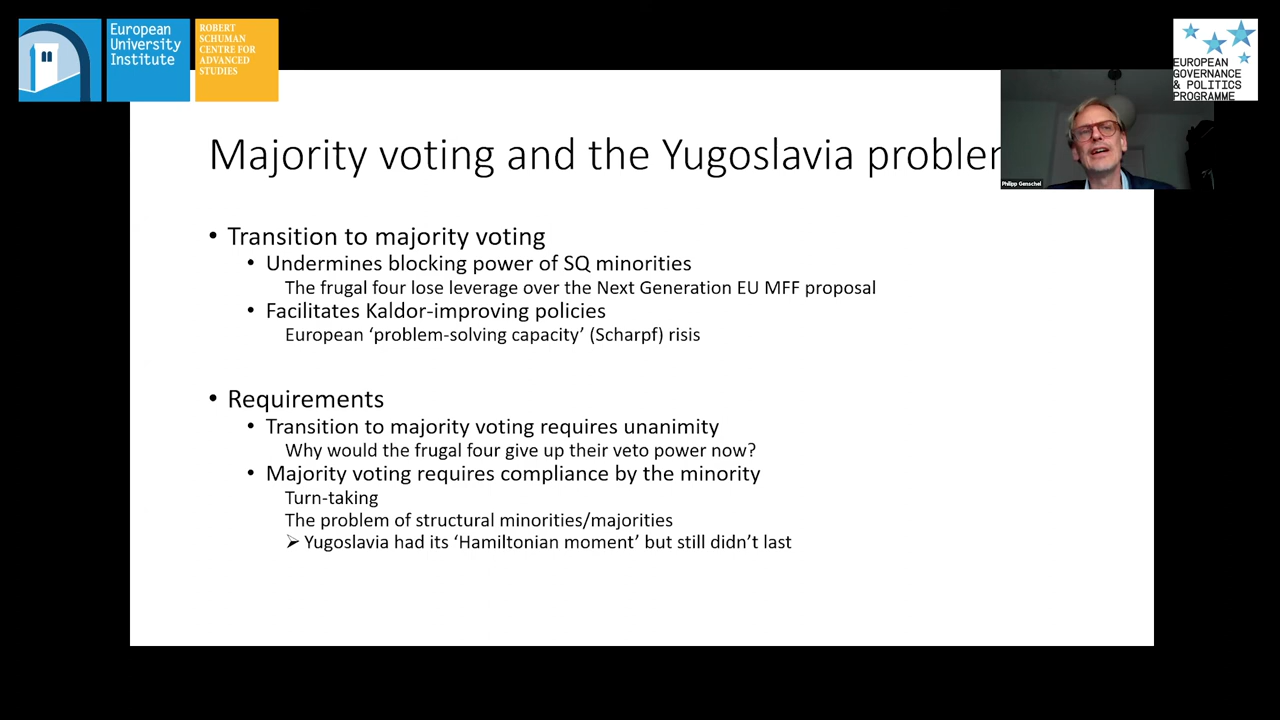 European
University
Institute
ROBERT
SCHUMAN
CENTRE FOR
ADVANCED
STUDIES
EUROPEAN
GOVERNANCE
& POLITICS
PROGRAMME
Majority voting and the Yugoslavia problem
Philipp Genschel
• Transition to majority voting
• Undermines blocking power of SQ minorities
The frugal four lose leverage over the Next Generation EU MFF proposal
• Facilitates Kaldor-improving policies
European ‘problem-solving capacity’ (Scharpf) risis
• Requirements
• Transition to majority voting requires unanimity
Why would the frugal four give up their veto power now?
• Majority voting requires compliance by the minority
Turn-taking
The problem of structural minorities/majorities
➢ Yugoslavia had its ‘Hamiltonian moment’ but still didn’t last